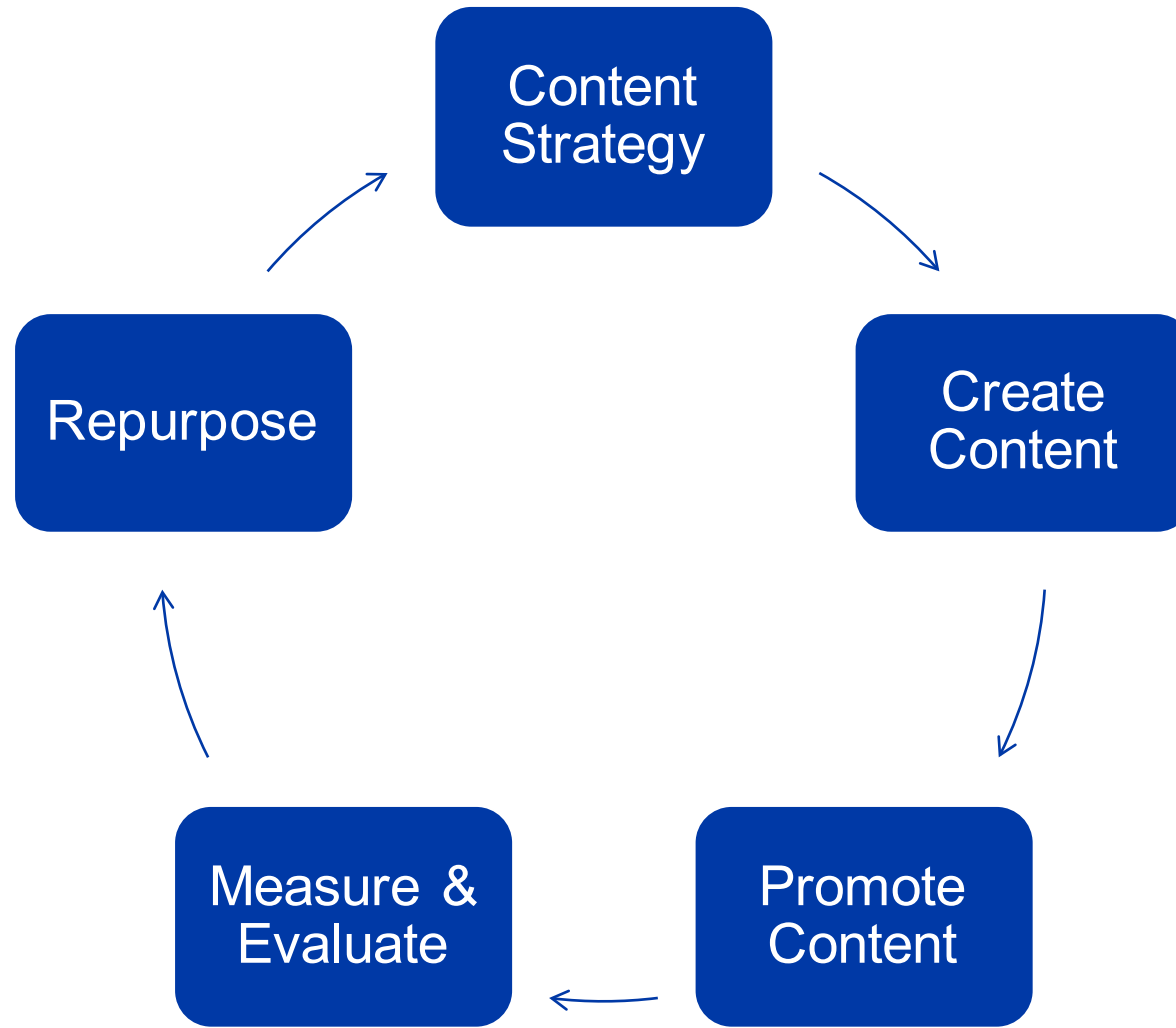 Content
Strategy
Create
Content
Promote
Content
Measure &
Evaluate
Repurpose